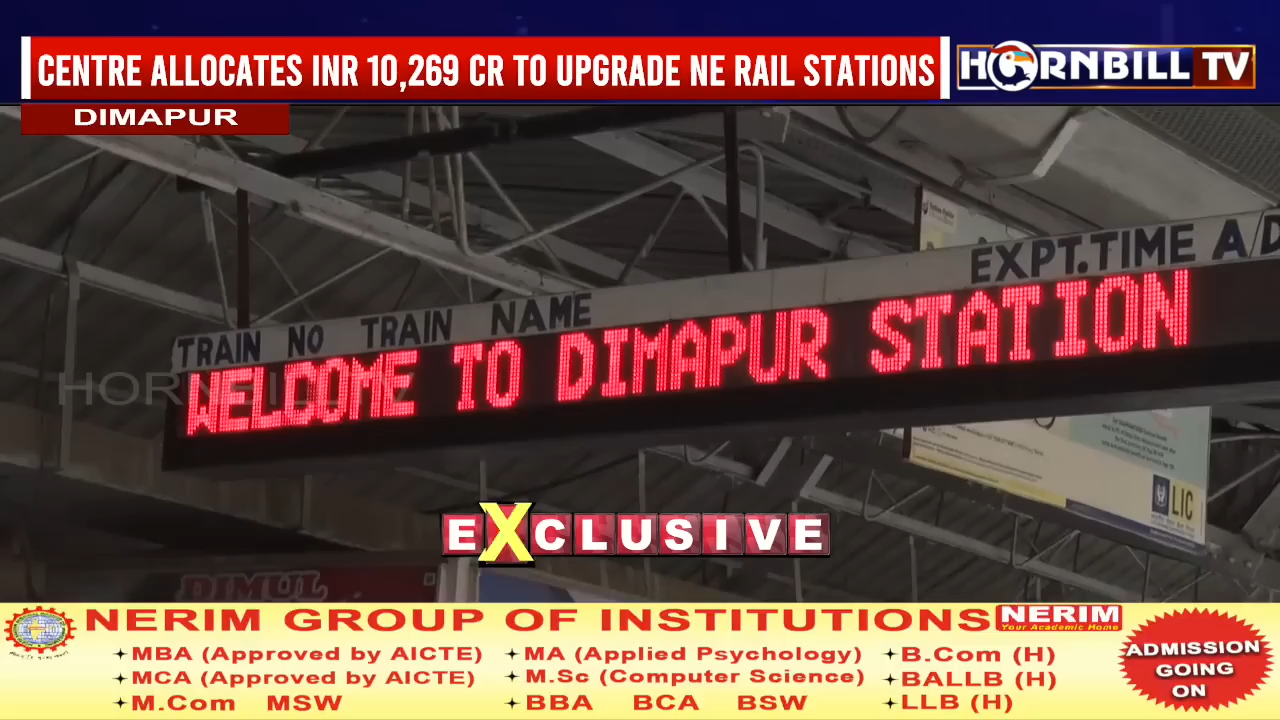 CENTRE ALLOCATES INR 10,269 CR TO UPGRADE NE RAIL STATIONS
HORNBILL TV
DIMAPUR
EXPT.TIME A/D
TRAIN NO TRAIN NAME
WELCOME TO DIMAPUR STATION
HORNBILL TV
LIC
EXCLUSIVE
DIMUL
NERIM GROUP OF INSTITUTIONS
NERIM
Your Academic Home
MBA (Approved by AICTE)
MA (Applied Psychology)
B.Com (H)
MCA (Approved by AICTE)
M.Sc (Computer Science)
BALLB (H)
M.Com MSW
BBA BCA BSW
LLB (H)
ADMISSION
GOING
ON